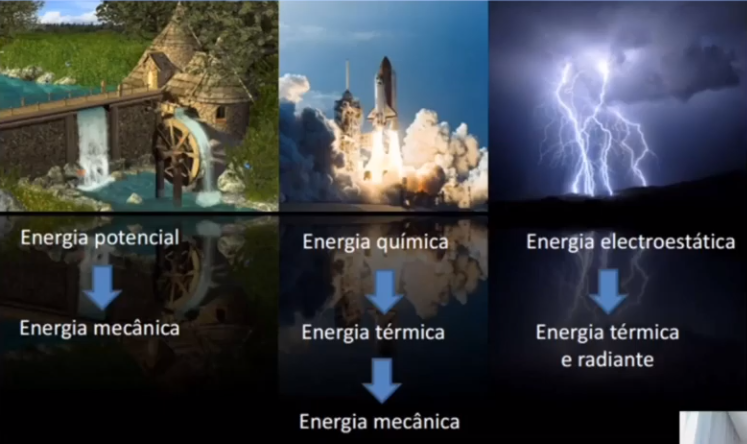 Energia potencial
Energia mecânica
Energia química
Energia térmica
Energia mecânica
Energia electroestática
Energia térmica
e radiante